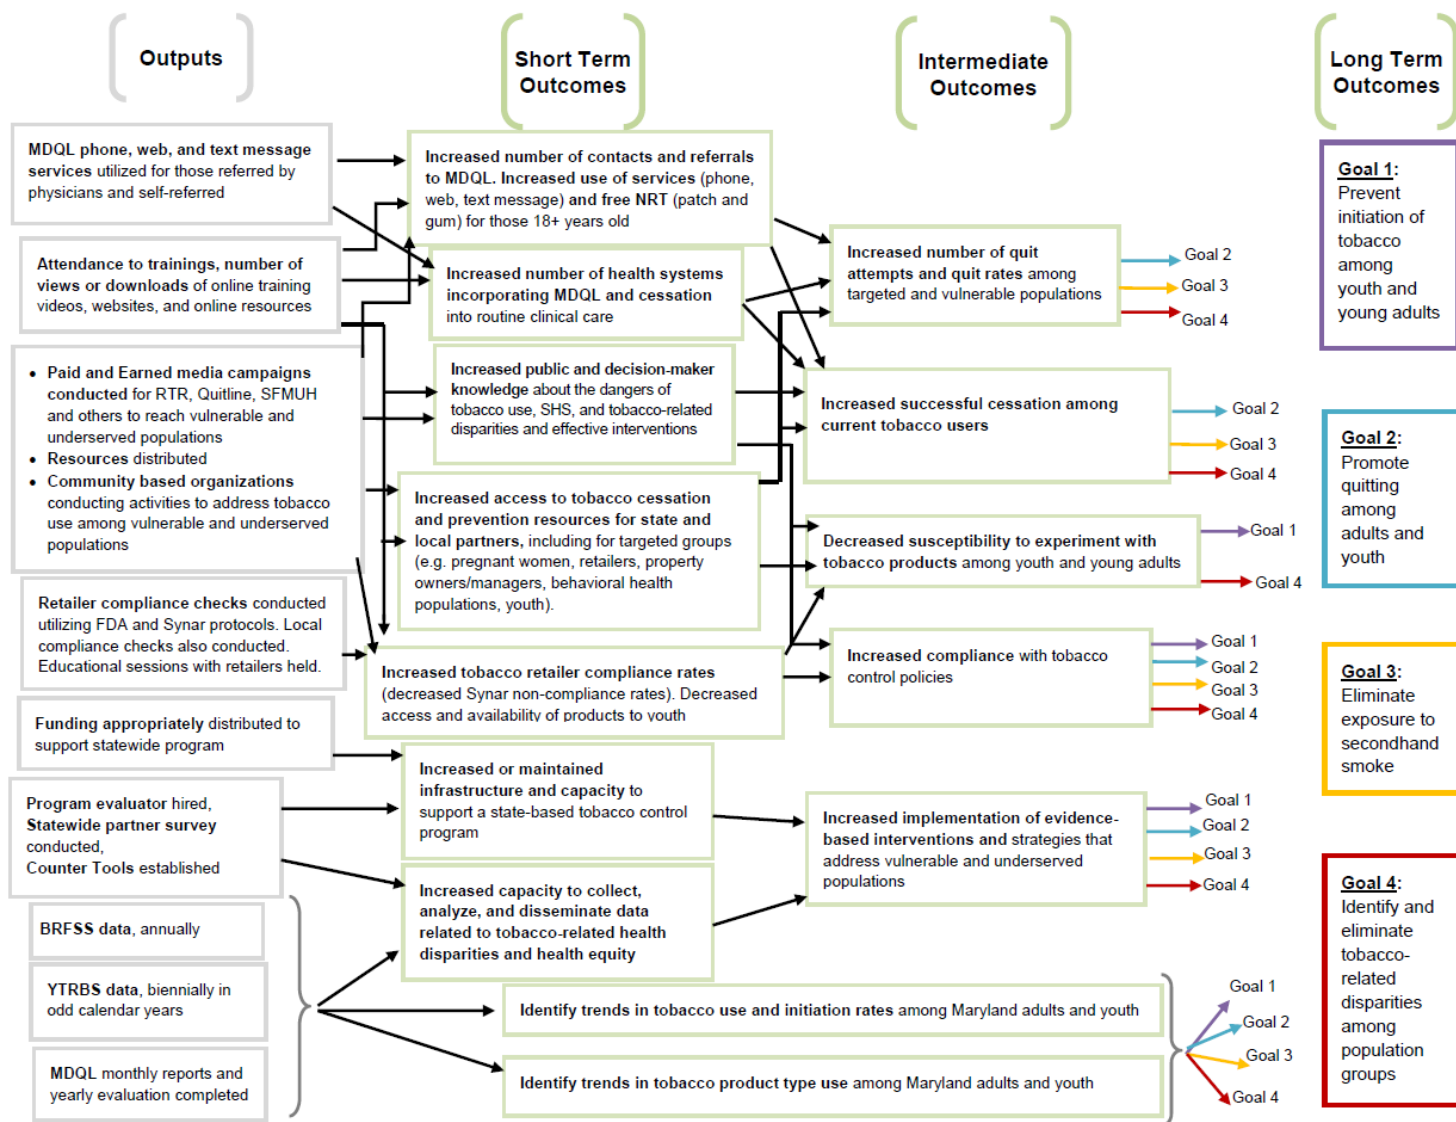 Outputs
Short Term
Outcomes
Intermediate
Outcomes
Long Term
Outcomes
MDQL phone, web, and text message
services utilized for those referred by
physicians and self-referred
Attendance to trainings, number of
views or downloads of online training
videos, websites, and online resources
• Paid and Earned media campaigns
conducted for RTR, Quitline, SFMUH
and others to reach vulnerable and
underserved populations
• Resources distributed
• Community based organizations
conducting activities to address tobacco
use among vulnerable and underserved
populations
Retailer compliance checks conducted
utilizing FDA and Synar protocols. Local
compliance checks also conducted.
Educational sessions with retailers held.
Funding appropriately distributed to
support statewide program
Program evaluator hired,
Statewide partner survey
conducted,
Counter Tools established
BRFSS data, annually
YTRBS data, biennially in
odd calendar years
MDQL monthly reports and
yearly evaluation completed
Increased number of contacts and referrals
to MDQL. Increased use of services (phone,
web, text message) and free NRT (patch and
gum) for those 18+ years old
Increased number of health systems
incorporating MDQL and cessation
into routine clinical care
Increased public and decision-maker
knowledge about the dangers of
tobacco use, SHS, and tobacco-related
disparities and effective interventions
Increased access to tobacco cessation
and prevention resources for state and
local partners, including for targeted groups
(e.g. pregnant women, retailers, property
owners/managers, behavioral health
populations, youth).
Increased tobacco retailer compliance rates
(decreased Synar non-compliance rates). Decreased
access and availability of products to youth
Increased or maintained
infrastructure and capacity to
support a state-based tobacco control
program
Increased capacity to collect,
analyze, and disseminate data
related to tobacco-related health
disparities and health equity
Identify trends in tobacco use and initiation rates among Maryland adults and youth
Identify trends in tobacco product type use among Maryland adults and youth
Increased number of quit
attempts and quit rates among
targeted and vulnerable populations
Goal 2
Goal 3
Goal 4
Increased successful cessation among
current tobacco users
Goal 2
Goal 3
Goal 4
Decreased susceptibility to experiment with
tobacco products among youth and young adults
Goal 1
Goal 4
Increased compliance with tobacco
control policies
Goal 1
Goal 2
Goal 3
Goal 4
Increased implementation of evidence-
based interventions and strategies that
address vulnerable and underserved
populations
Goal 1
Goal 2
Goal 3
Goal 4
Goal 1
Goal 2
Goal 3
Goal 4
Goal 1:
Prevent
initiation of
tobacco
among
youth and
young adults
Goal 2:
Promote
quitting
among
adults and
youth
Goal 3:
Eliminate
exposure to
secondhand
smoke
Goal 4:
Identify and
eliminate
tobacco-
related
disparities
among
population
groups